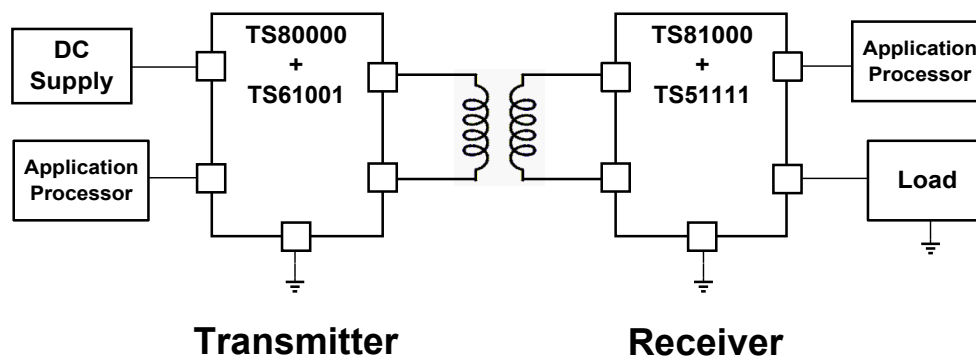 DC
Supply
Application
Processor
TS80000
+
TS61001
TS81000
+
TS51111
Application
Processor
Load
Transmitter
Receiver